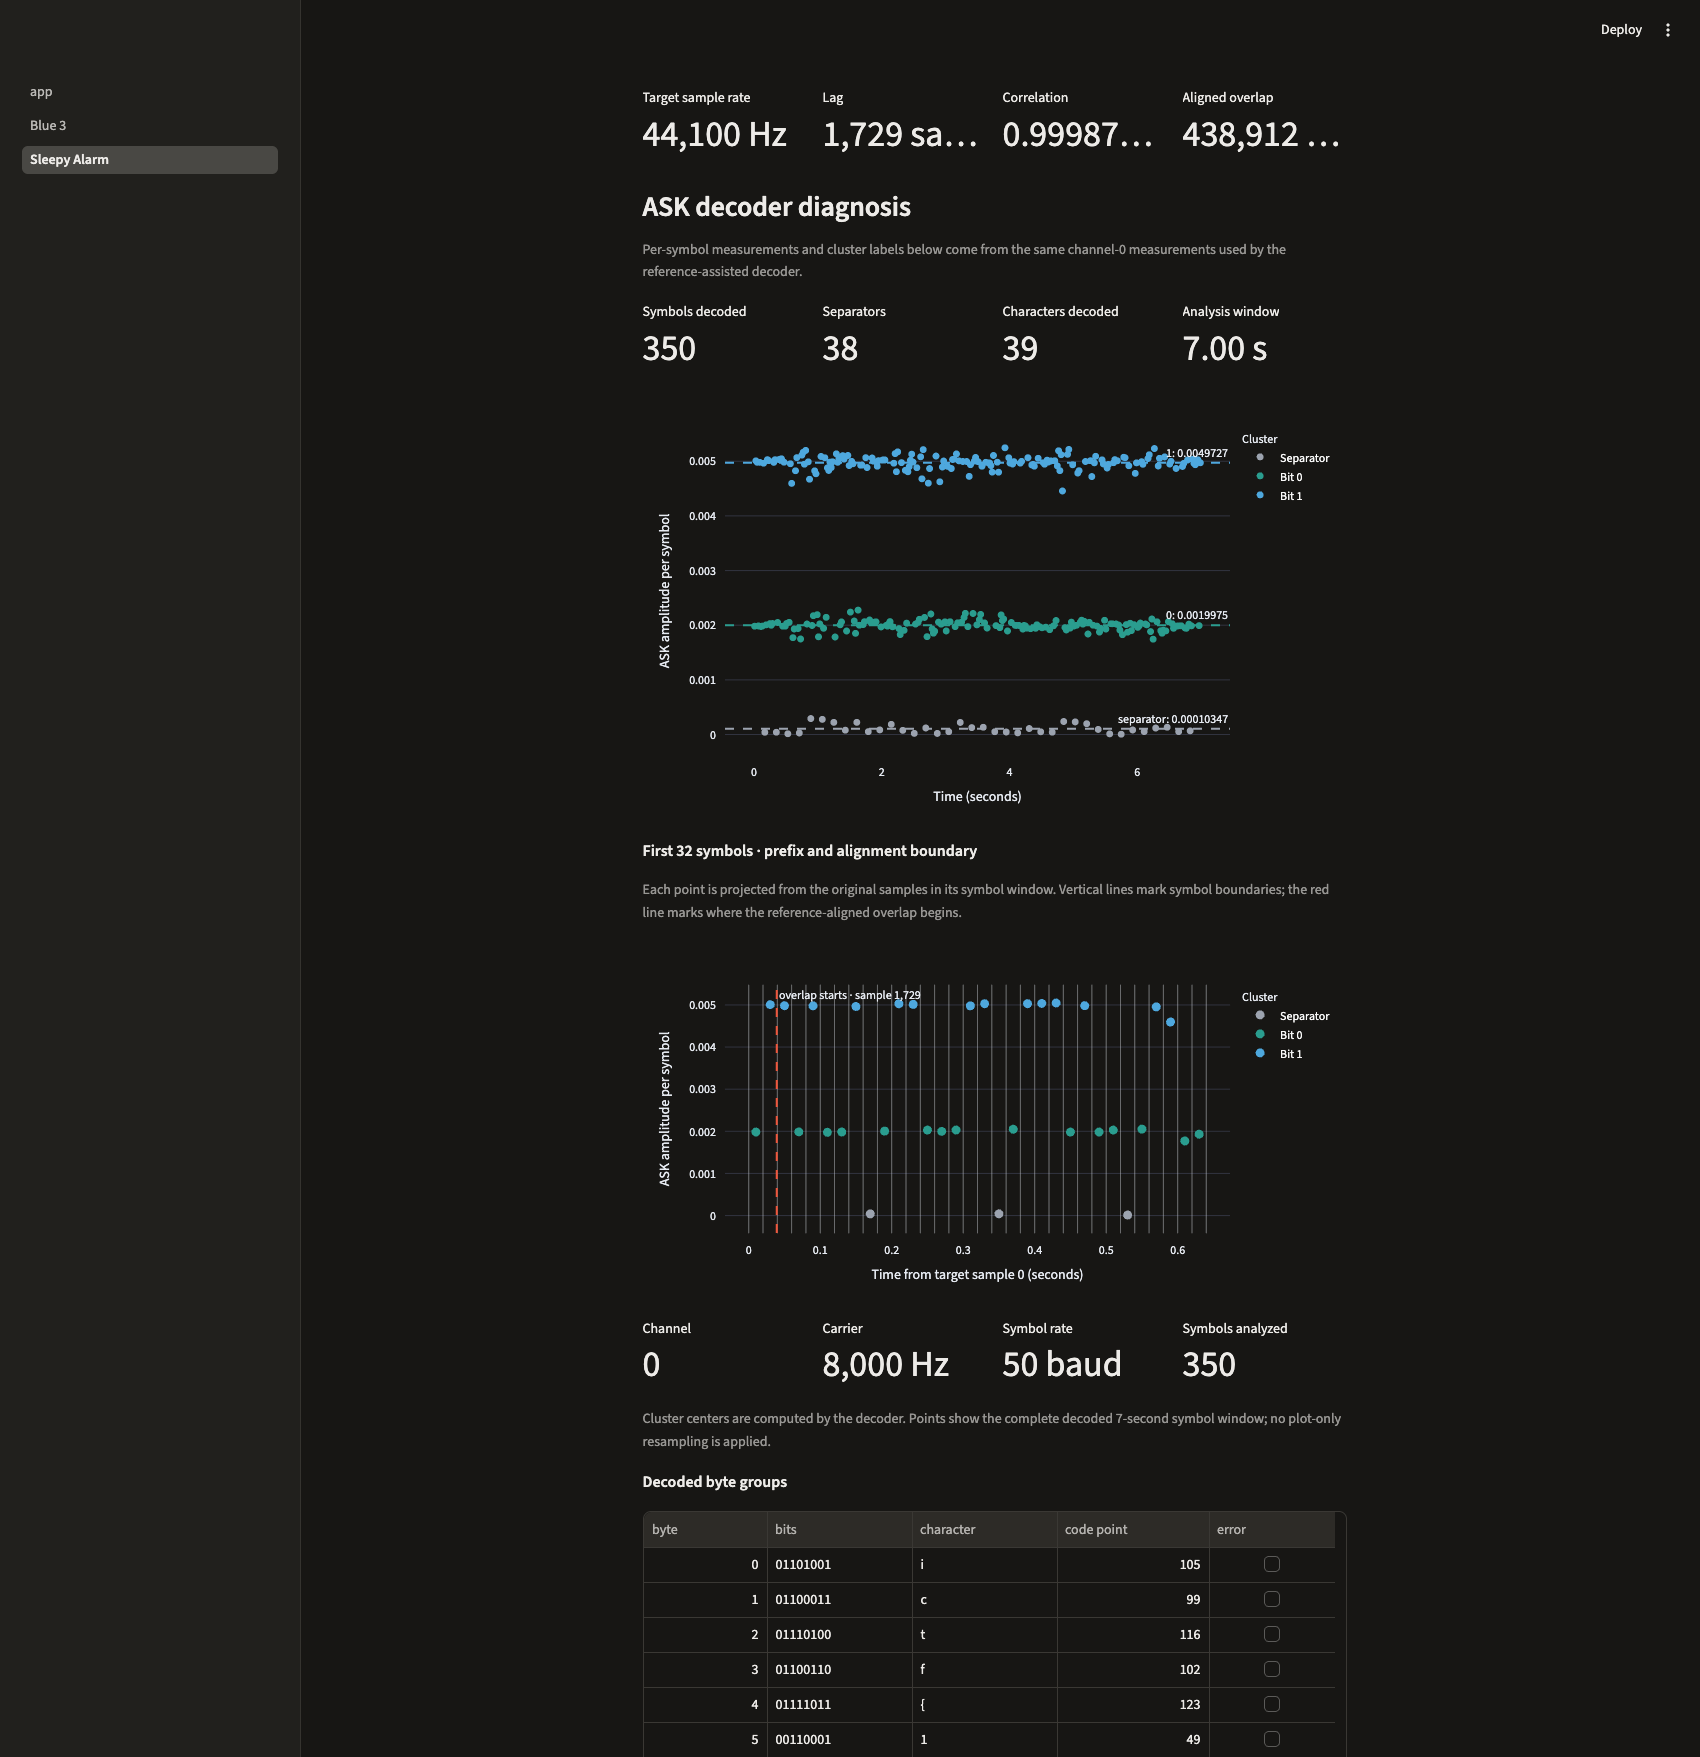 Deploy
app
Blue 3
Sleepy Alarm
Target sample rate
Lag
Correlation
Aligned overlap
44,100 Hz
1,729 sa…
0.99987…
438,912 …
ASK decoder diagnosis
Per-symbol measurements and cluster labels below come from the same channel-0 measurements used by the
reference-assisted decoder.
Symbols decoded
Separators
Characters decoded
Analysis window
350
38
39
7.00 s
Cluster
Separator
Bit 0
Bit 1
1: 0.0049727
0: 0.0019975
separator: 0.00010347
ASK amplitude per symbol
0.005
0.004
0.003
0.002
0.001
0
0
2
4
6
Time (seconds)
First 32 symbols · prefix and alignment boundary
Each point is projected from the original samples in its symbol window. Vertical lines mark symbol boundaries; the red
line marks where the reference-aligned overlap begins.
overlap starts · sample 1,729
Cluster
Separator
Bit 0
Bit 1
ASK amplitude per symbol
0.005
0.004
0.003
0.002
0.001
0
0
0.1
0.2
0.3
0.4
0.5
0.6
Time from target sample 0 (seconds)
Channel
Carrier
Symbol rate
Symbols analyzed
0
8,000 Hz
50 baud
350
Cluster centers are computed by the decoder. Points show the complete decoded 7-second symbol window; no plot-only
resampling is applied.
Decoded byte groups
byte bits character code point error
0 01101001 i 105
1 01100011 c 99
2 01110100 t 116
3 01100110 f 102
4 01111011 { 123
5 00110001 1 49